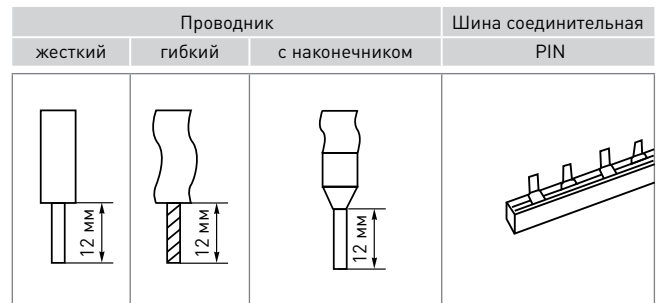 Проводник
Шина соединительная
жесткий
гибкий
с наконечником
PIN
12 мм
12 мм
12 мм